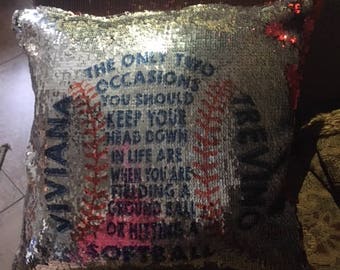 VIVIANA
THE ONLY TWO
OCCASIONS
YOU SHOULD
KEEP YOUR
HEAD DOWN
IN LIFE ARE
WHEN YOU ARE
FIELDING A
GROUND BALL
OR HITTING A
SOFTBALL
TREVINO